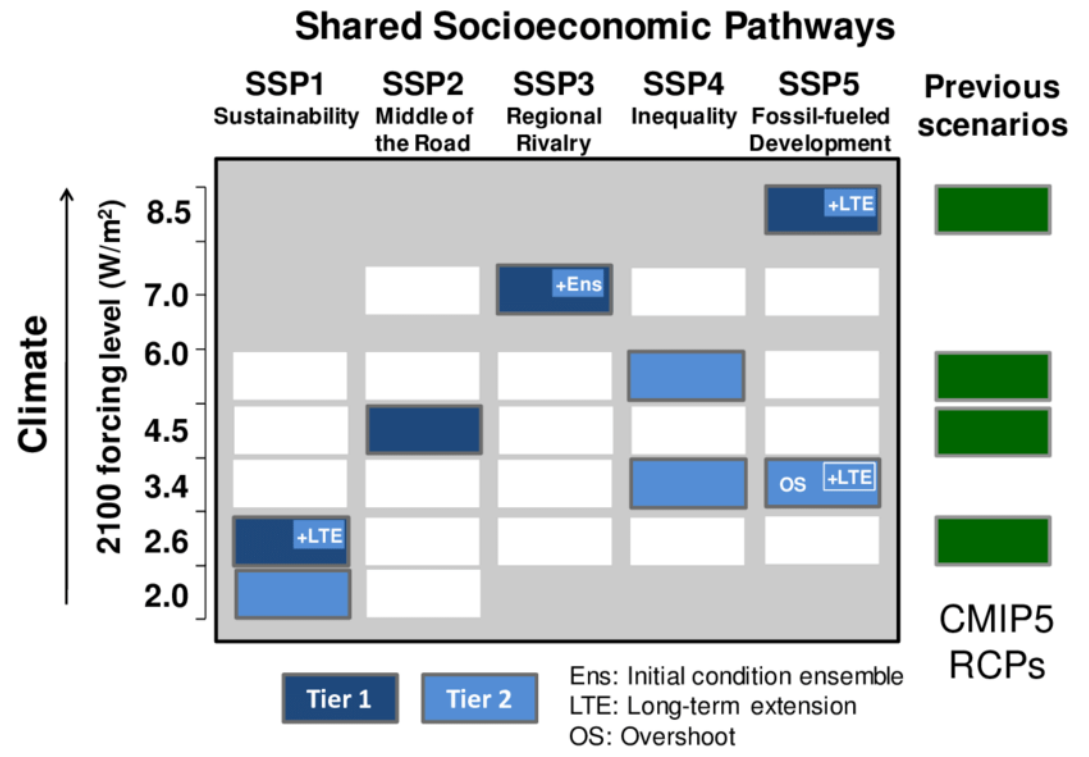 Shared Socioeconomic Pathways
SSP1
Sustainability
SSP2
Middle of
the Road
SSP3
Regional
Rivalry
SSP4
Inequality
SSP5
Fossil-fueled
Development
Previous
scenarios
Climate
2100 forcing level (W/m²)
8.5
7.0
6.0
4.5
3.4
2.6
2.0
+LTE
+Ens
OS
+LTE
+LTE
CMIP5
RCPs
Tier 1
Tier 2
Ens: Initial condition ensemble
LTE: Long-term extension
OS: Overshoot